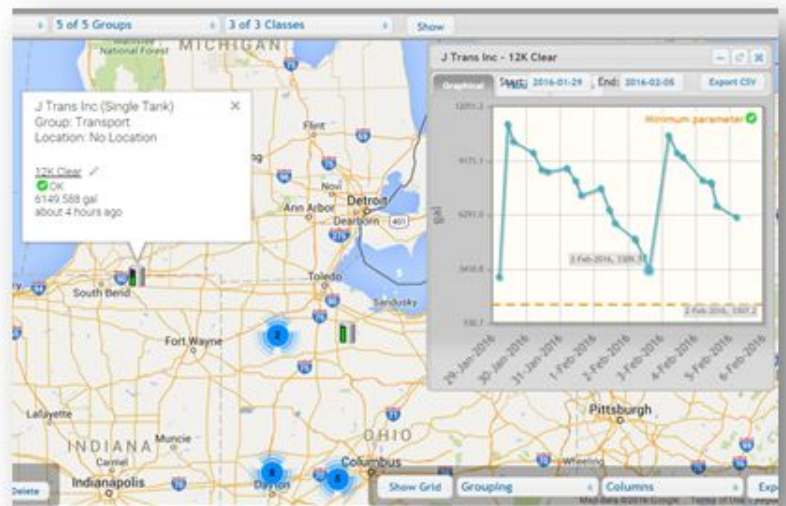 5 of 5 Groups
3 of 3 Classes
Show
National Forest
MICHIGAN
J Trans Inc - 12K Clear
Graphical
Start: 2016-01-29 , End: 2016-02-05
Export CSV
J Trans Inc (Single Tank)
Group: Transport
Location: No Location
12K Clear
OK
6149.588 gal
about 4 hours ago
Minimum parameter
gal
29-Jan-2016
30-Jan-2016
31-Jan-2016
1-Feb-2016
2-Feb-2016
3-Feb-2016
4-Feb-2016
5-Feb-2016
6-Feb-2016
Flint
Novi
Ann Arbor
Detroit
Dearborn
401
South Bend
Toledo
Sandusky
Fort Wayne
Lafayette
INDIANA
Muncie
Carmel
Indianapolis
OHIO
Dayton
Columbus
Pittsburgh
Wheeling
Delete
Show Grid
Grouping
Columns